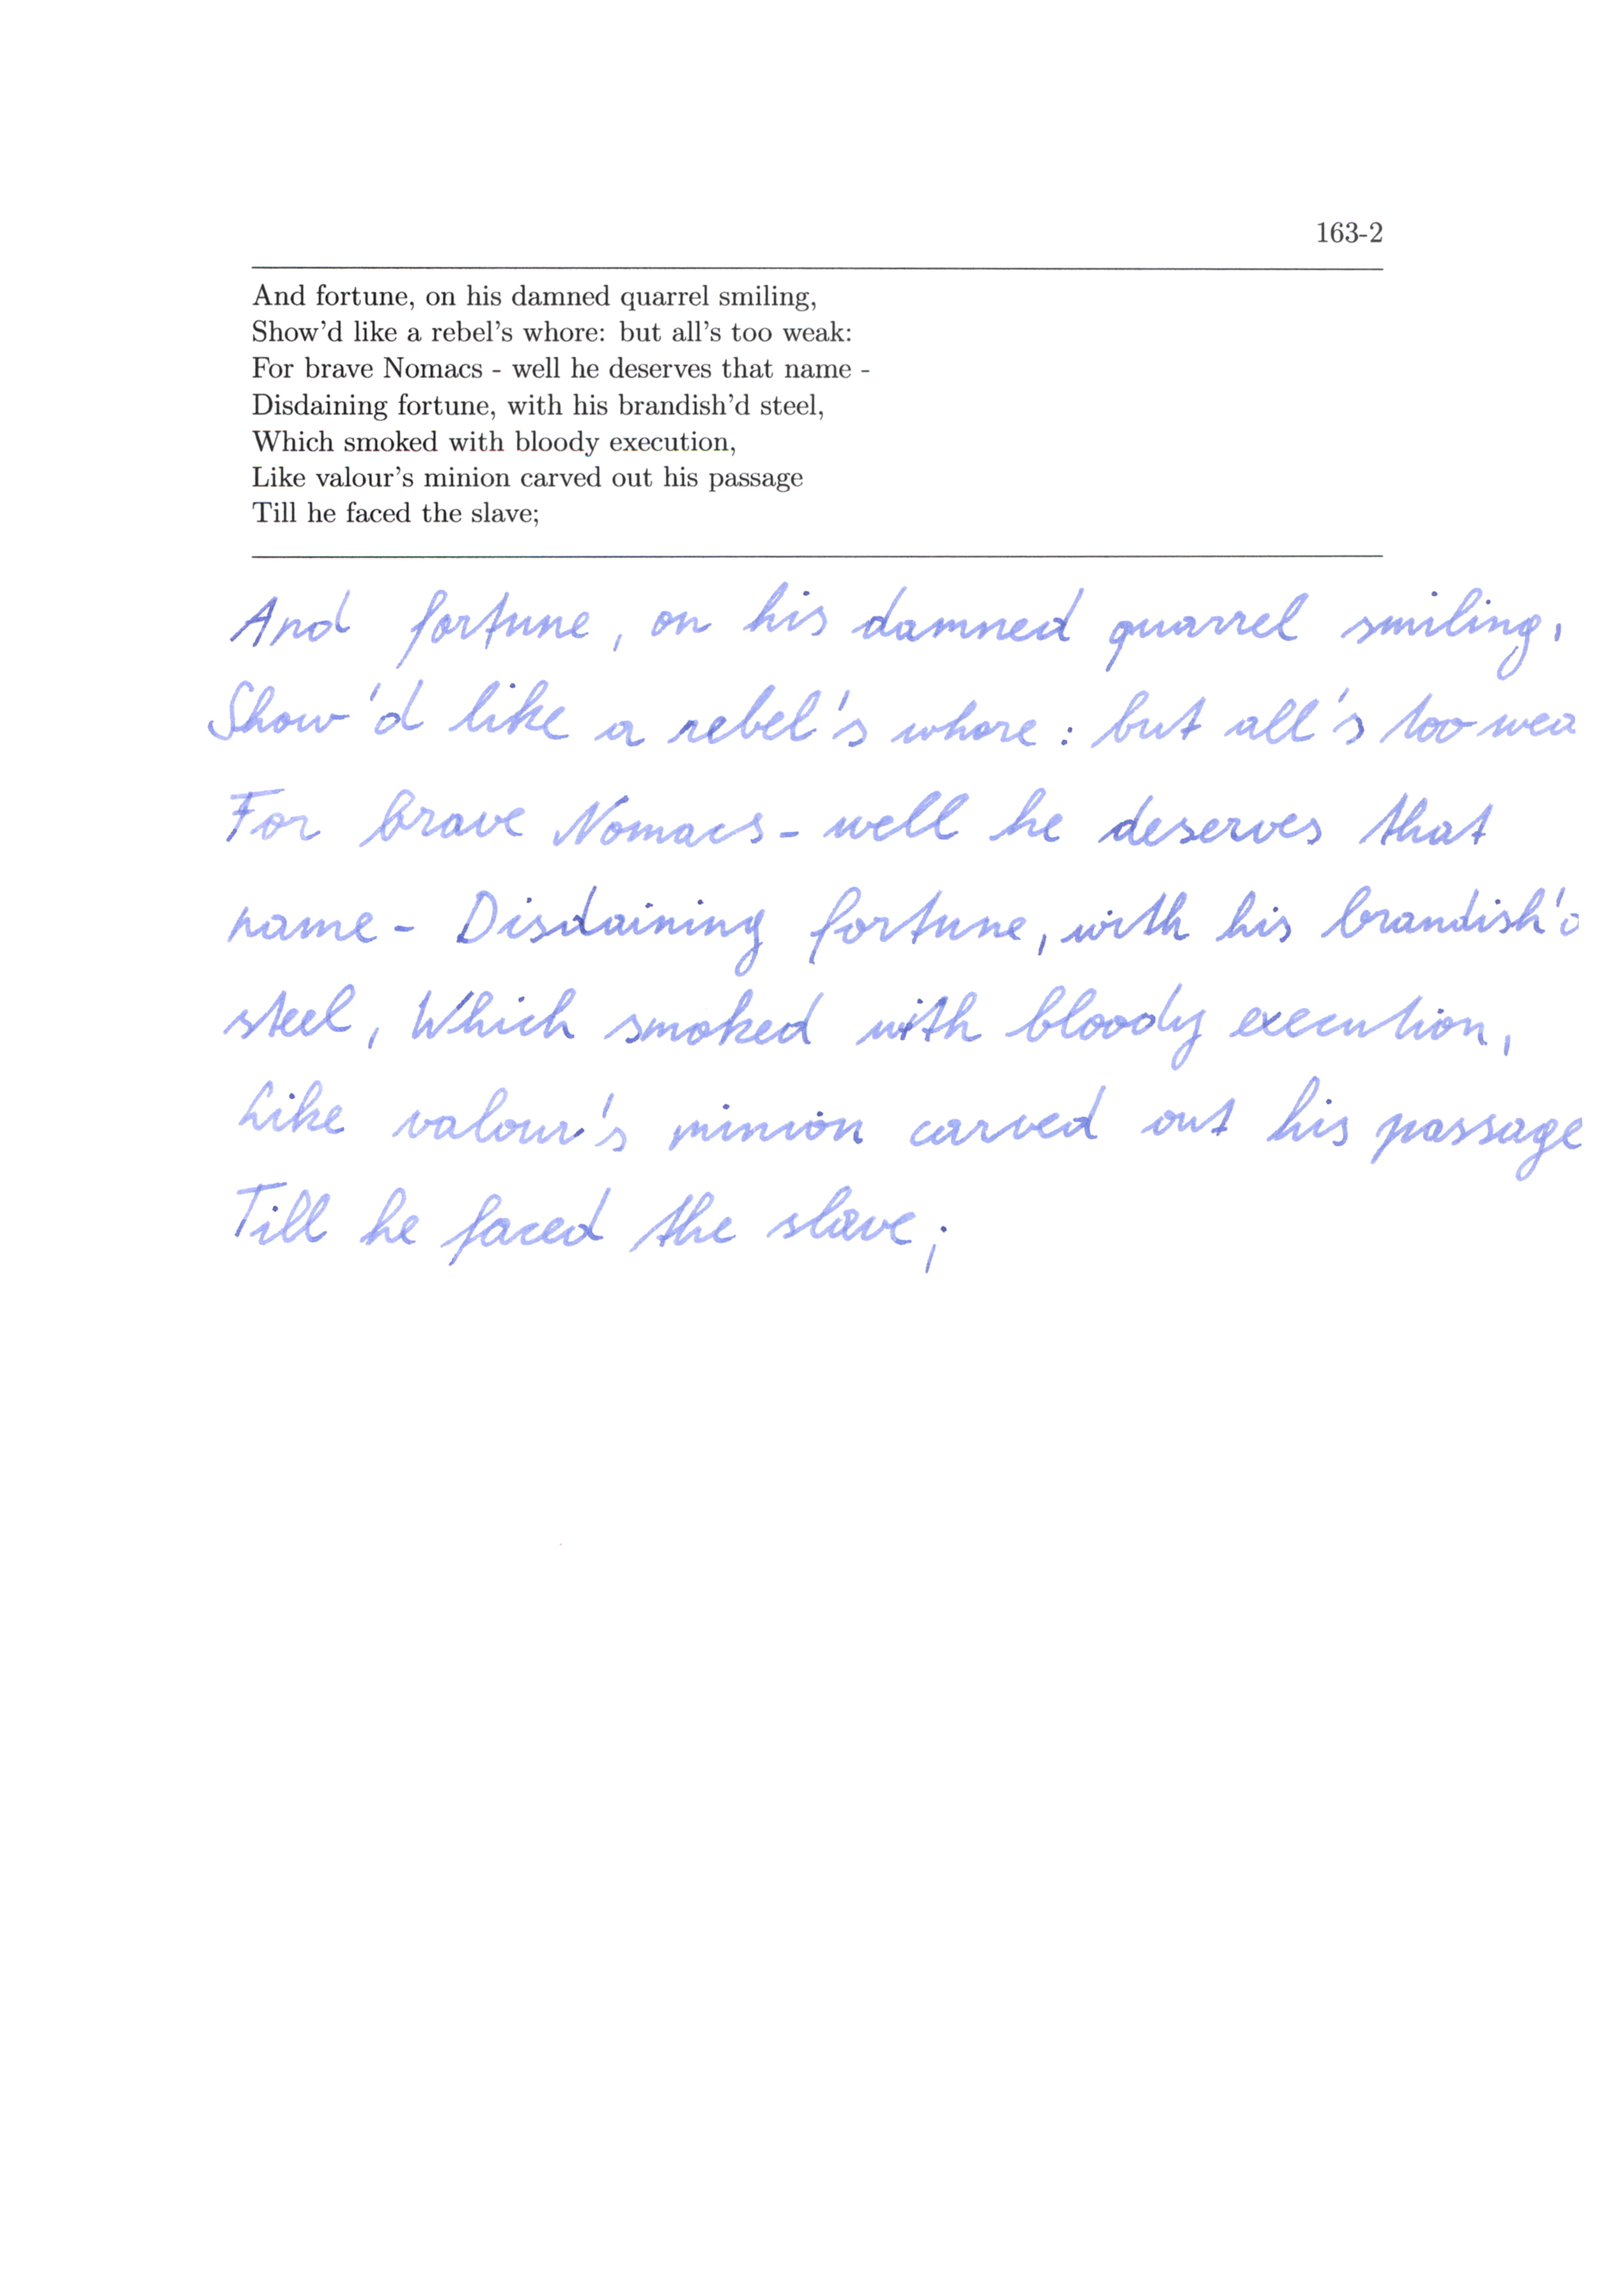 163-2
And fortune, on his damned quarrel smiling,
Show'd like a rebel's whore: but all's too weak:
For brave Nomacs - well he deserves that name -
Disdaining fortune, with his brandish'd steel,
Which smoked with bloody execution,
Like valour's minion carved out his passage
Till he faced the slave;
And fortune, on his damned quarrel smiling,
Show'd like a rebel's whore: but all's too wea
For brave Nomacs - well he deserves that
name - Disdaining fortune, with his brandish'd
steel, Which smoked with bloody execution,
Like valour's minion carved out his passage
Till he faced the slave;